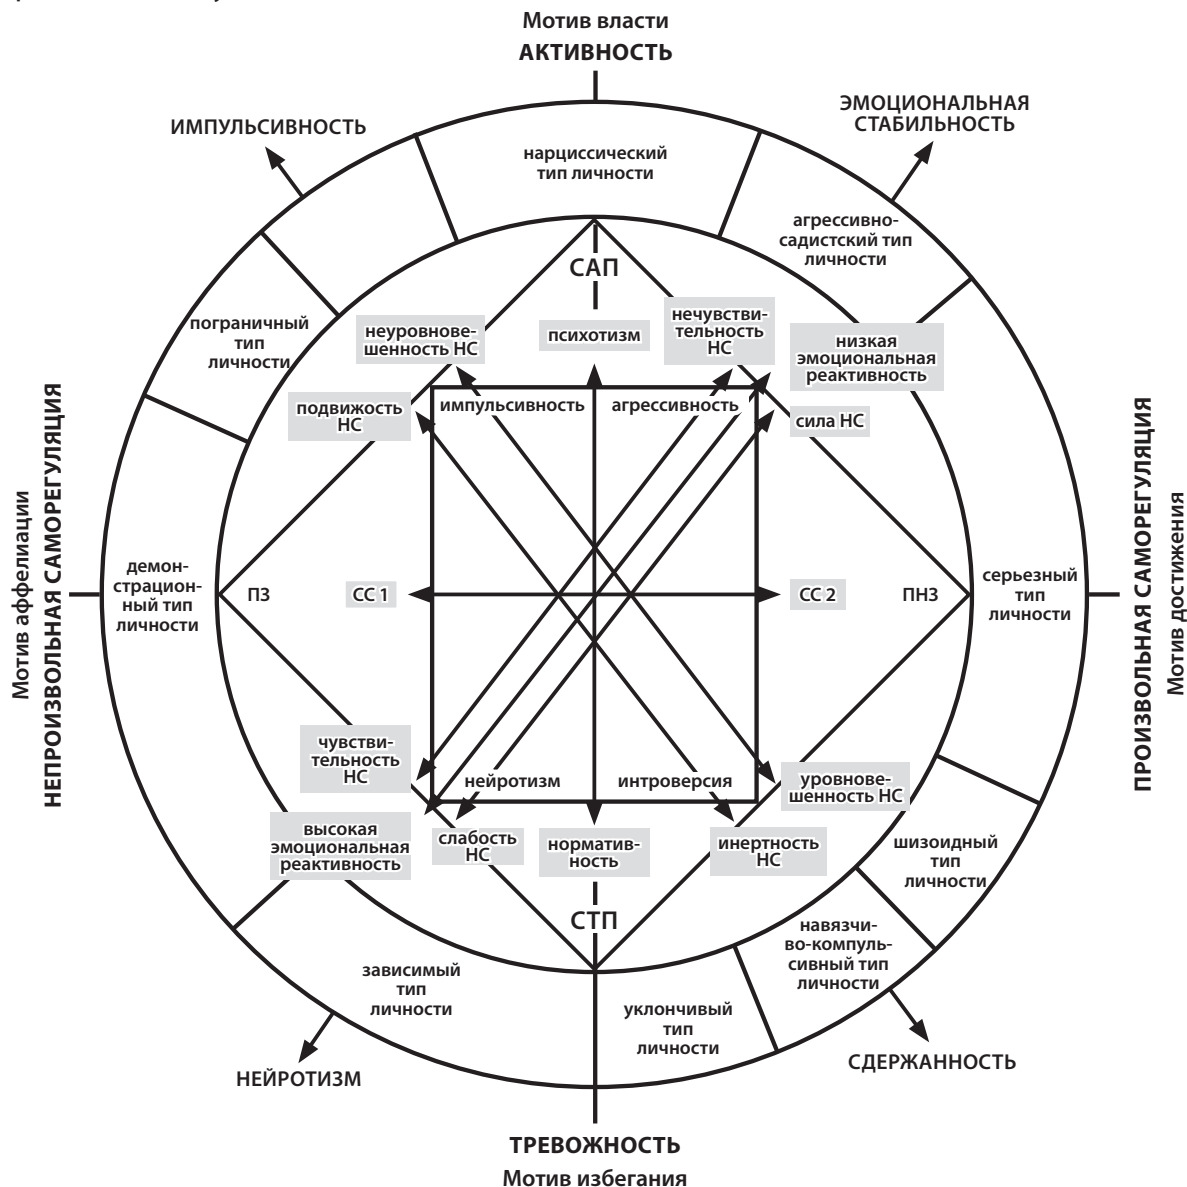 Мотив власти
АКТИВНОСТЬ
ИМПУЛЬСИВНОСТЬ
ЭМОЦИОНАЛЬНАЯ
СТАБИЛЬНОСТЬ
нарциссический
тип личности
агрессивно-
садистский тип
личности
САП
пограничный
тип
личности
неуровнове-
шенность НС
психотизм
нечувстви-
тельность
НС
низкая
эмоциональная
реактивность
подвижость
НС
импульсивность
агрессивность
сила НС
Мотив аффелиации
НЕПРОИЗВОЛЬНАЯ САМОРЕГУЛЯЦИЯ
демон-
страцион-
ный тип
личности
ПЗ
СС 1
СС 2
ПНЗ
серьезный
тип
личности
ПРОИЗВОЛЬНАЯ САМОРЕГУЛЯЦИЯ
Мотив достижения
чувстви-
тельность
НС
нейротизм
интроверсия
уровнове-
шенность НС
высокая
эмоциональная
реактивность
слабость
НС
норматив-
ность
инертность
НС
шизоидный
тип
личности
СТП
навязчи-
во-компуль-
сивный тип
личности
зависимый
тип
личности
уклончивый
тип
личности
НЕЙРОТИЗМ
СДЕРЖАННОСТЬ
ТРЕВОЖНОСТЬ
Мотив избегания